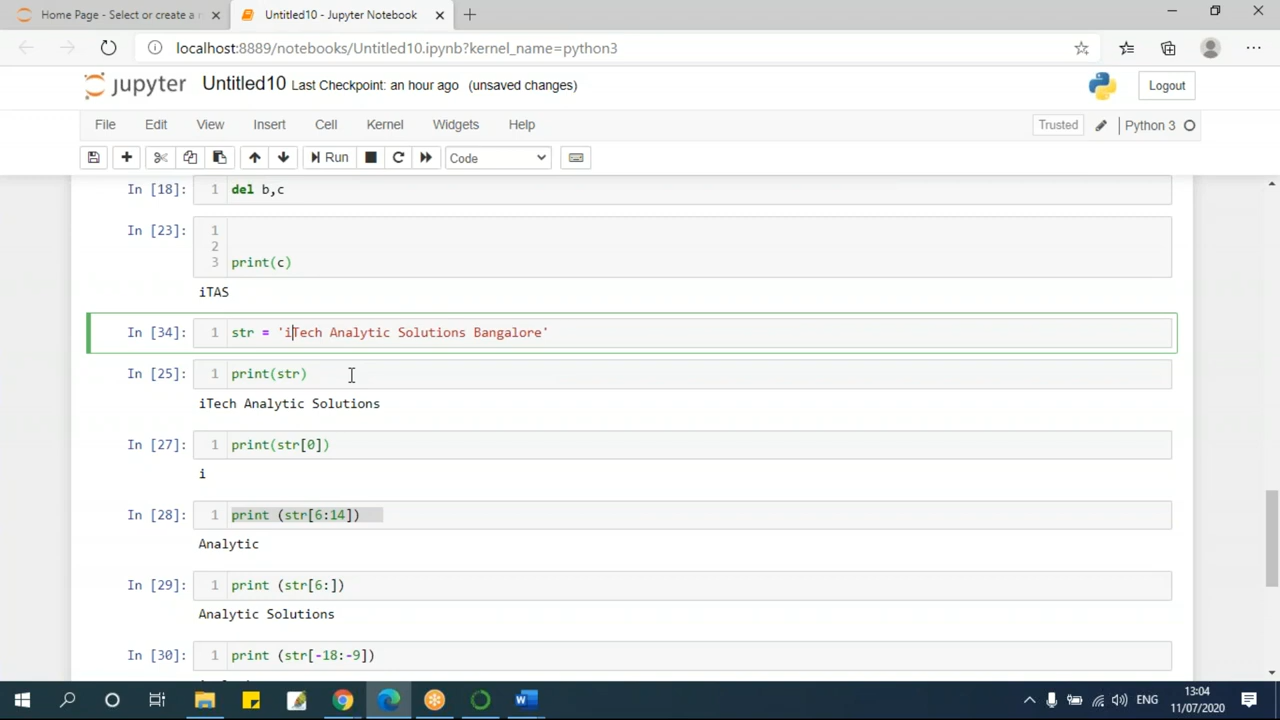 Home Page - Select or create a n
Untitled10 - Jupyter Notebook
localhost:8889/notebooks/Untitled10.ipynb?kernel_name=python3
jupyter Untitled10 Last Checkpoint: an hour ago (unsaved changes)
Logout
File Edit View Insert Cell Kernel Widgets Help
Trusted Python 3
Run Code
In [18]: 1 del b,c
In [23]: 1
2
3 print(c)
iTAS
In [34]: 1 str = 'iTech Analytic Solutions Bangalore'
In [25]: 1 print(str)
iTech Analytic Solutions
In [27]: 1 print(str[0])
i
In [28]: 1 print (str[6:14])
Analytic
In [29]: 1 print (str[6:])
Analytic Solutions
In [30]: 1 print (str[-18:-9])
ENG
13:04
11/07/2020